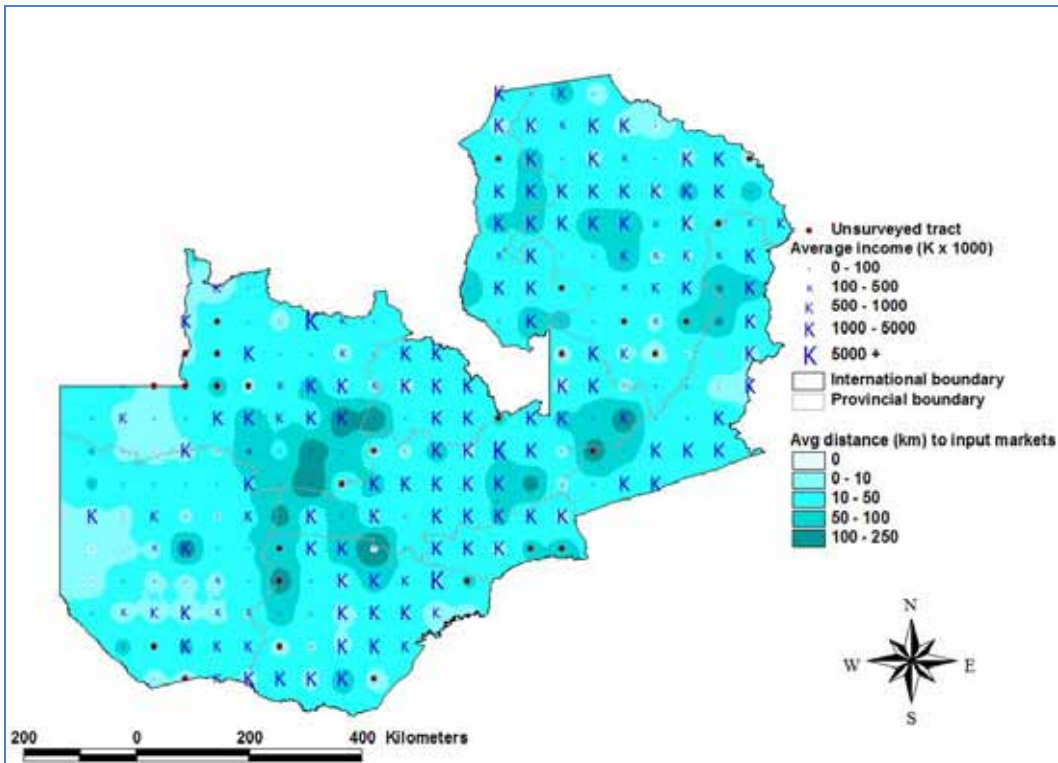 Unsurveyed tract
Average income (K x 1000)
0 - 100
100 - 500
500 - 1000
1000 - 5000
5000 +
International boundary
Provincial boundary
Avg distance (km) to input markets
0
0 - 10
10 - 50
50 - 100
100 - 250
N
W E
S
200 0 200 400 Kilometers